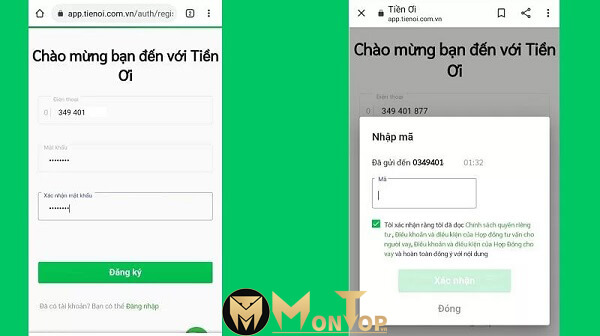 app.tienoi.com.vn/auth/regis
2
Chào mừng bạn đến với Tiền
Ơi
Điện thoại
0 349 401
Mật khẩu
Xác nhận mật khẩu
Đăng ký
Đã có tài khoản? Bạn có thể Đăng nhập
Tiền Ơi
app.tienoi.com.vn
Chào mừng bạn đến với Tiền
Ơi
Điện thoại
0 349 401 877
Nhập mã
Đã gửi đến 0349401 01:32
Mã
Tôi xác nhận rằng tôi đã đọc Chính sách quyền riêng
tư, Điều khoản và điều kiện của Hợp đồng tư vấn cho
người vay, Điều khoản và điều kiện của Hợp Đồng cho
vay và hoàn toàn đồng ý với nội dung
Xác nhận
Đóng
MONTOP